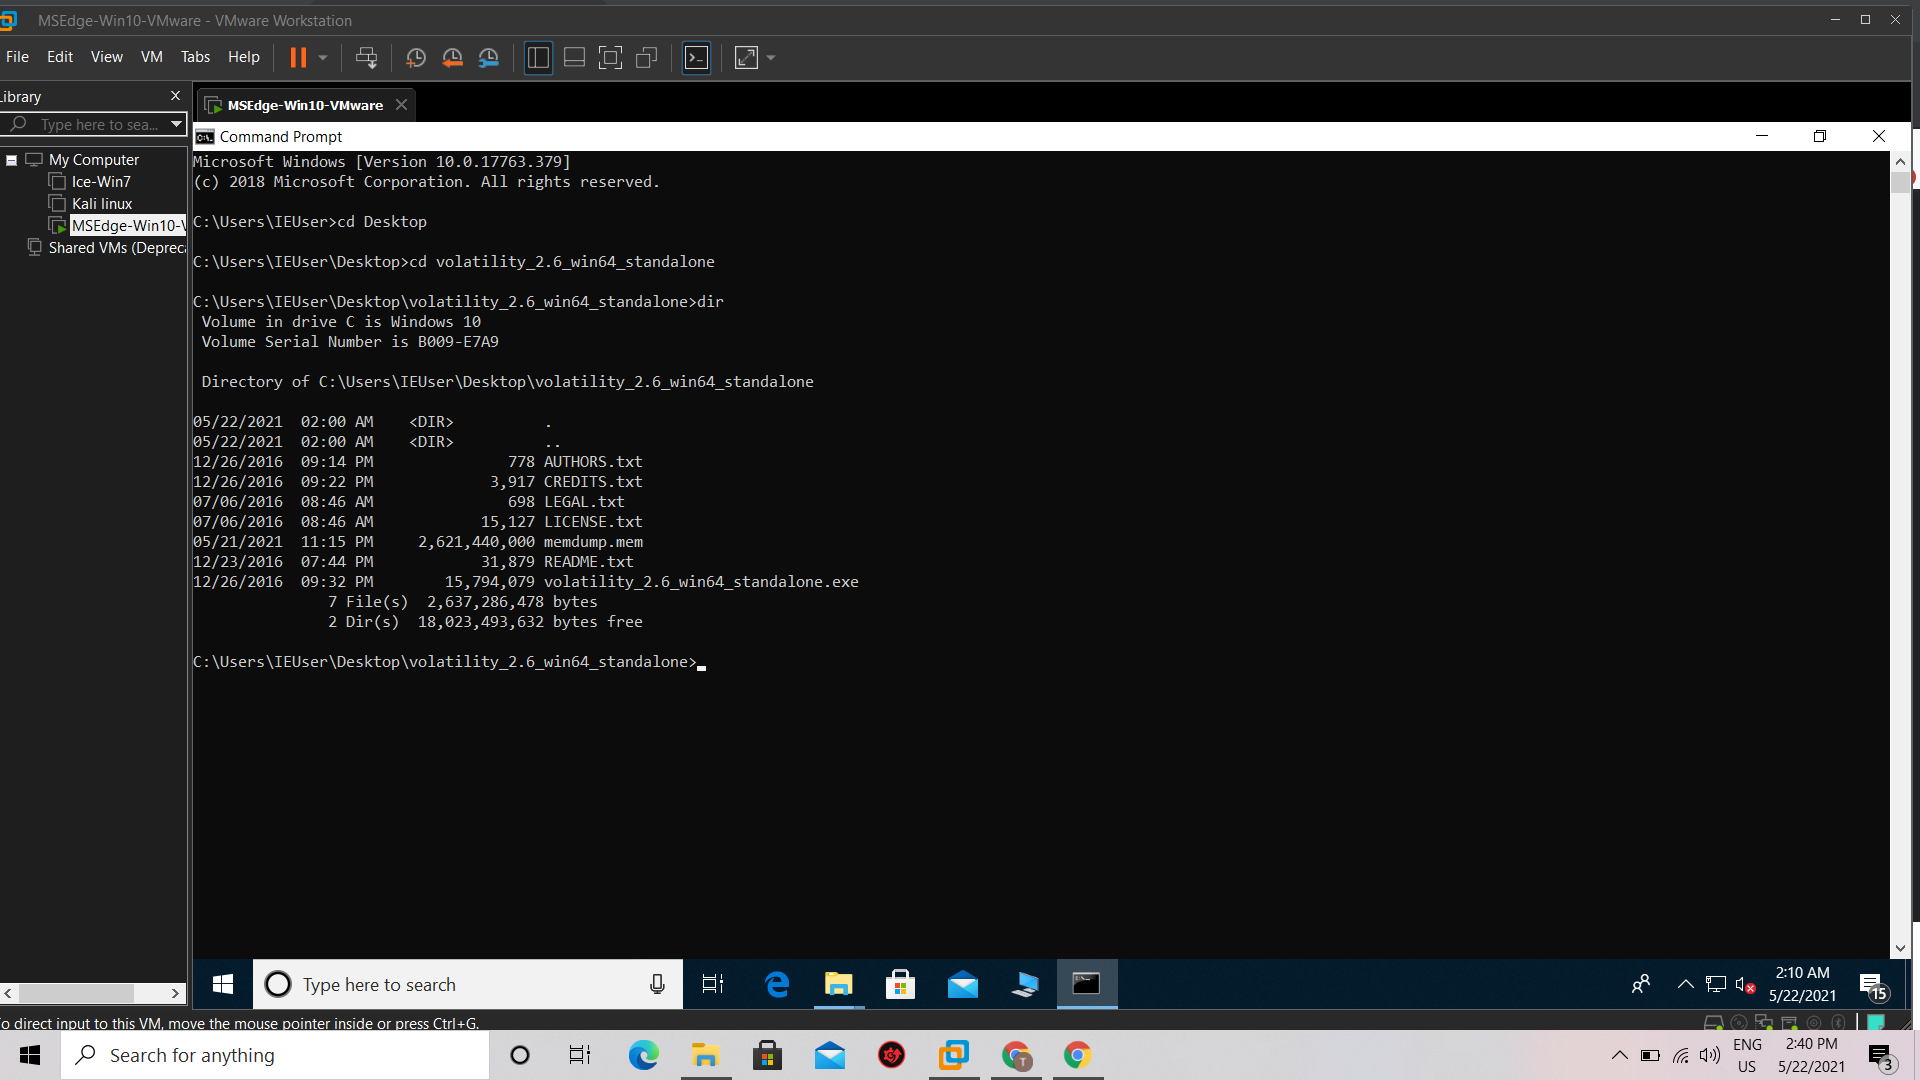 MSEdge-Win10-VMware - VMware Workstation
File Edit View VM Tabs Help
Library
Type here to sea...
My Computer
Ice-Win7
Kali linux
MSEdge-Win10-V
Shared VMs (Depreca
MSEdge-Win10-VMware
Command Prompt
Microsoft Windows [Version 10.0.17763.379]
(c) 2018 Microsoft Corporation. All rights reserved.
C:\Users\IEUser>cd Desktop
C:\Users\IEUser\Desktop>cd volatility_2.6_win64_standalone
C:\Users\IEUser\Desktop\volatility_2.6_win64_standalone>dir
Volume in drive C is Windows 10
Volume Serial Number is B009-E7A9
Directory of C:\Users\IEUser\Desktop\volatility_2.6_win64_standalone
05/22/2021 02:00 AM <DIR> .
05/22/2021 02:00 AM <DIR> ..
12/26/2016 09:14 PM 778 AUTHORS.txt
12/26/2016 09:22 PM 3,917 CREDITS.txt
07/06/2016 08:46 AM 698 LEGAL.txt
07/06/2016 08:46 AM 15,127 LICENSE.txt
05/21/2021 11:15 PM 2,621,440,000 memdump.mem
12/23/2016 07:44 PM 31,879 README.txt
12/26/2016 09:32 PM 15,794,079 volatility_2.6_win64_standalone.exe
7 File(s) 2,637,286,478 bytes
2 Dir(s) 18,023,493,632 bytes free
C:\Users\IEUser\Desktop\volatility_2.6_win64_standalone>
Type here to search
2:10 AM
5/22/2021
15
o direct input to this VM, move the mouse pointer inside or press Ctrl+G.
Search for anything
T
ENG
US
2:40 PM
5/22/2021
3